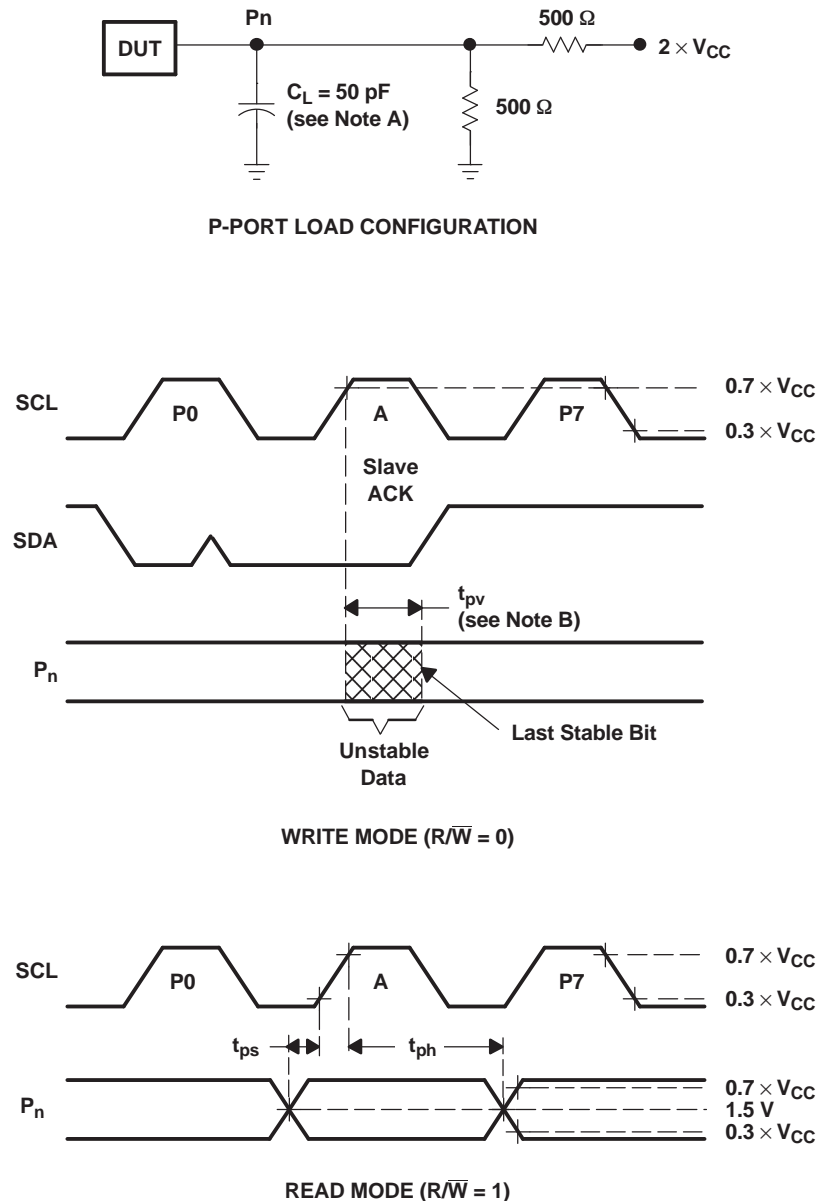 Pn
500 Ω
DUT
2 × VCC
CL = 50 pF
(see Note A)
500 Ω
P-PORT LOAD CONFIGURATION
SCL
P0
A
P7
0.7 × VCC
0.3 × VCC
Slave
ACK
SDA
tpv
(see Note B)
Pn
Last Stable Bit
Unstable
Data
WRITE MODE (R/W̅ = 0)
SCL
P0
A
P7
0.7 × VCC
0.3 × VCC
tps
tph
Pn
0.7 × VCC
1.5 V
0.3 × VCC
READ MODE (R/W̅ = 1)